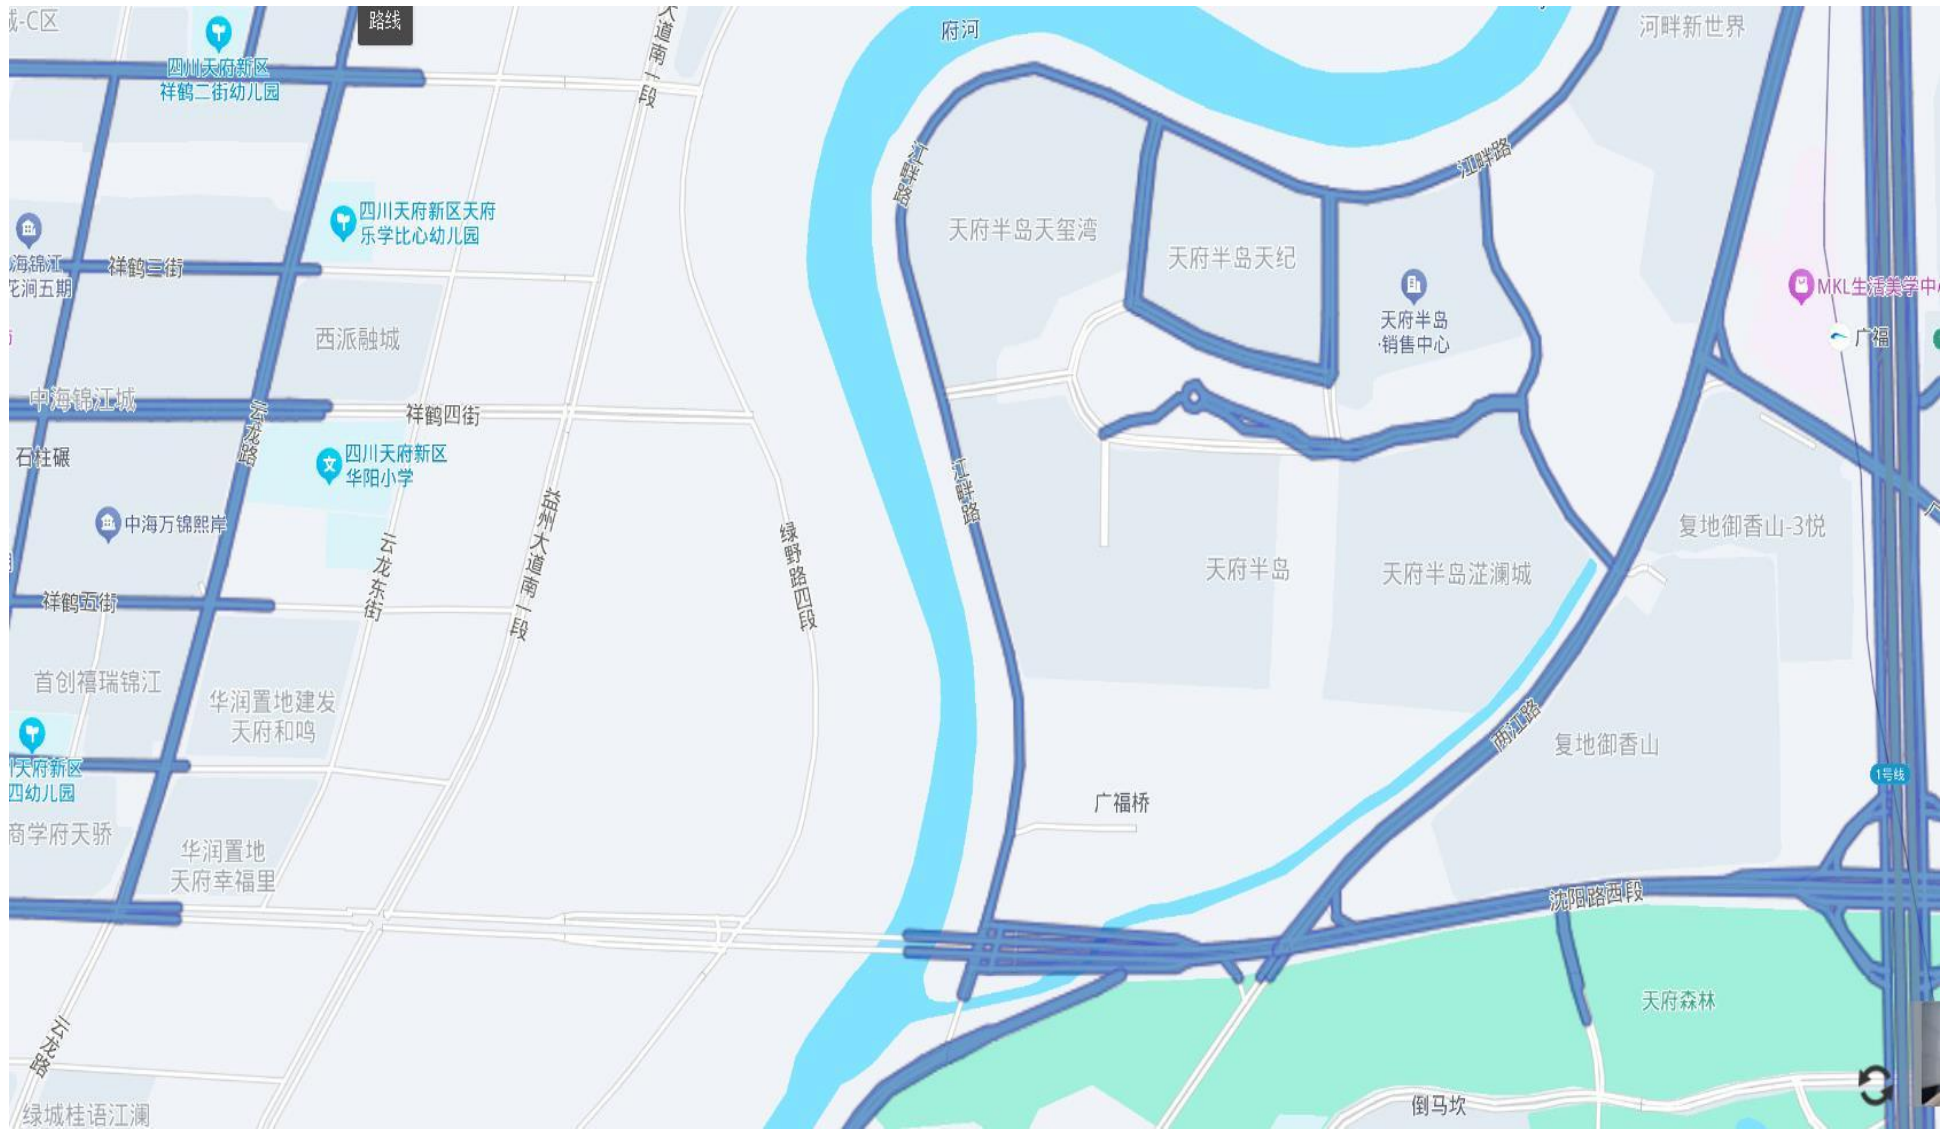 城-C区
四川天府新区
祥鹤二街幼儿园
路线
大道南一段
府河
河畔新世界
江畔路
江畔路
四川天府新区天府
乐学比心幼儿园
天府半岛天玺湾
天府半岛天纪
海锦江
花涧五期
祥鹤三街
天府半岛
·销售中心
MKL生活美学中心
广福
西派融城
中海锦江城
云龙路
祥鹤四街
石柱碾
四川天府新区
华阳小学
江畔路
中海万锦熙岸
益州大道南一段
绿野路四段
云龙东街
复地御香山-3悦
天府半岛
天府半岛淽澜城
祥鹤五街
首创禧瑞锦江
华润置地建发
天府和鸣
两江路
复地御香山
川天府新区
四幼儿园
1号线
广福桥
商学府天骄
华润置地
天府幸福里
沈阳路西段
天府森林
云龙路
绿城桂语江澜
倒马坎